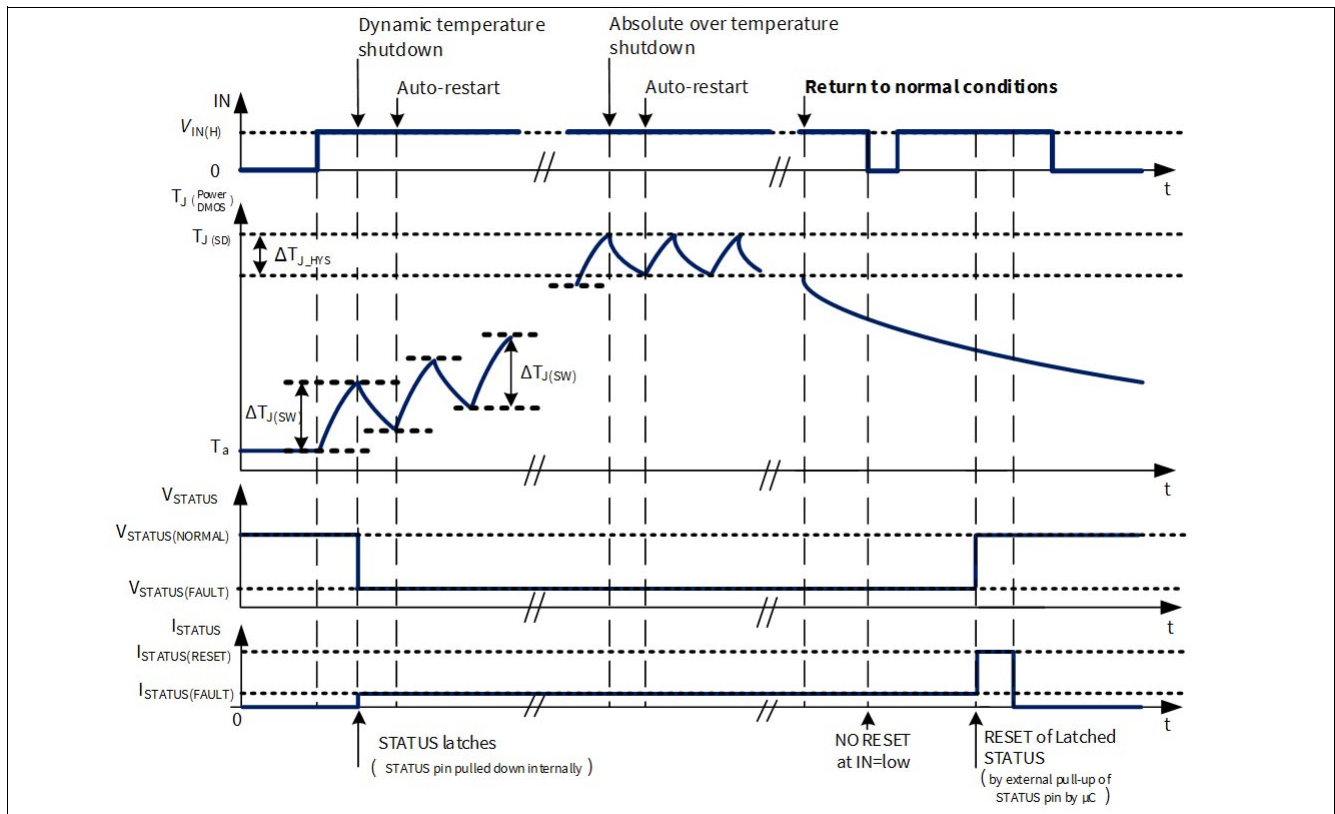 Dynamic temperature
shutdown
Absolute over temperature
shutdown
Auto-restart
Auto-restart
Return to normal conditions
IN
VIN(H)
0
t
TJ (Power DMOS)
TJ (SD)
ΔTJ_HYS
ΔTJ(SW)
ΔTJ(SW)
Ta
t
VSTATUS
VSTATUS(NORMAL)
VSTATUS(FAULT)
t
ISTATUS
ISTATUS(RESET)
ISTATUS(FAULT)
0
t
STATUS latches
( STATUS pin pulled down internally )
NO RESET
at IN=low
RESET of Latched
STATUS
( by external pull-up of
STATUS pin by µC )